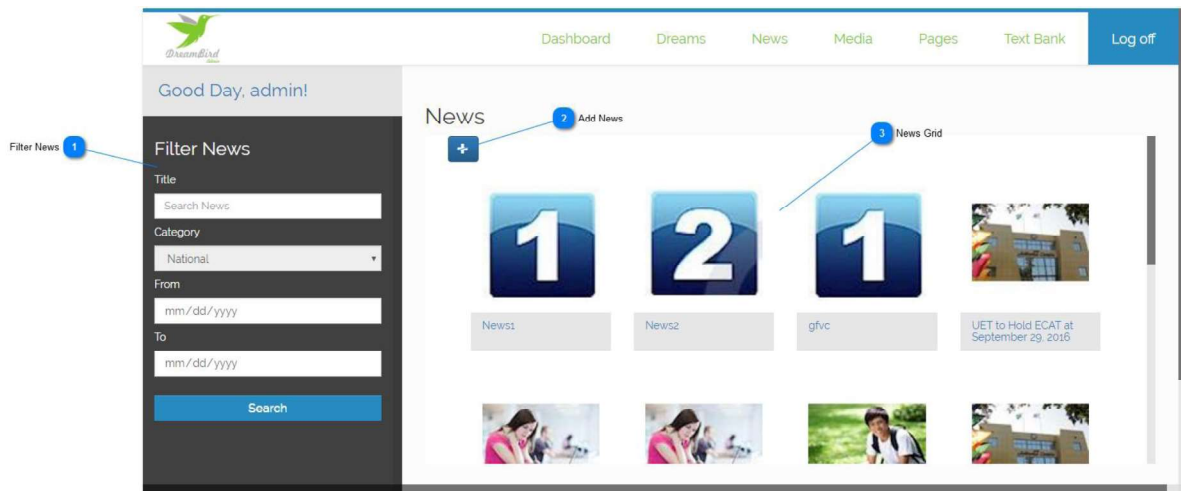 DreamBird
Dashboard
Dreams
News
Media
Pages
Text Bank
Log off
Good Day, admin!
Filter News 1
Filter News
Title
Search News
Category
National
From
mm/dd/yyyy
To
mm/dd/yyyy
Search
News
2 Add News
3 News Grid
1
2
1
News1
News2
gfvc
UET to Hold ECAT at
September 29, 2016